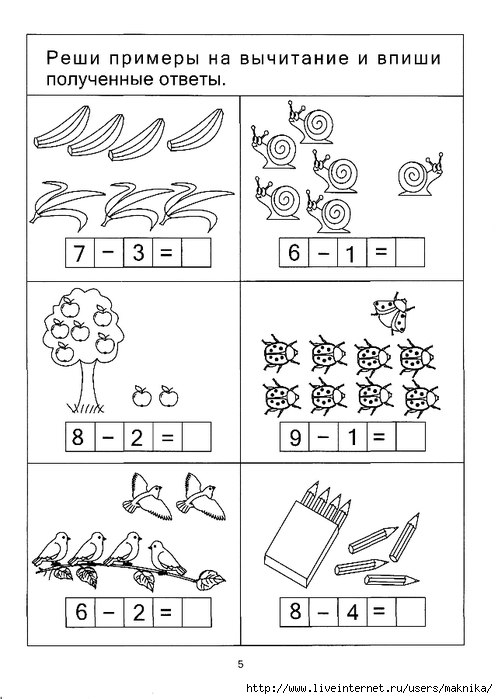 Реши примеры на вычитание и впиши
полученные ответы.
7 – 3 =
6 – 1 =
8 – 2 =
9 – 1 =
6 – 2 =
8 – 4 =
5
http://www.liveinternet.ru/users/maknika/